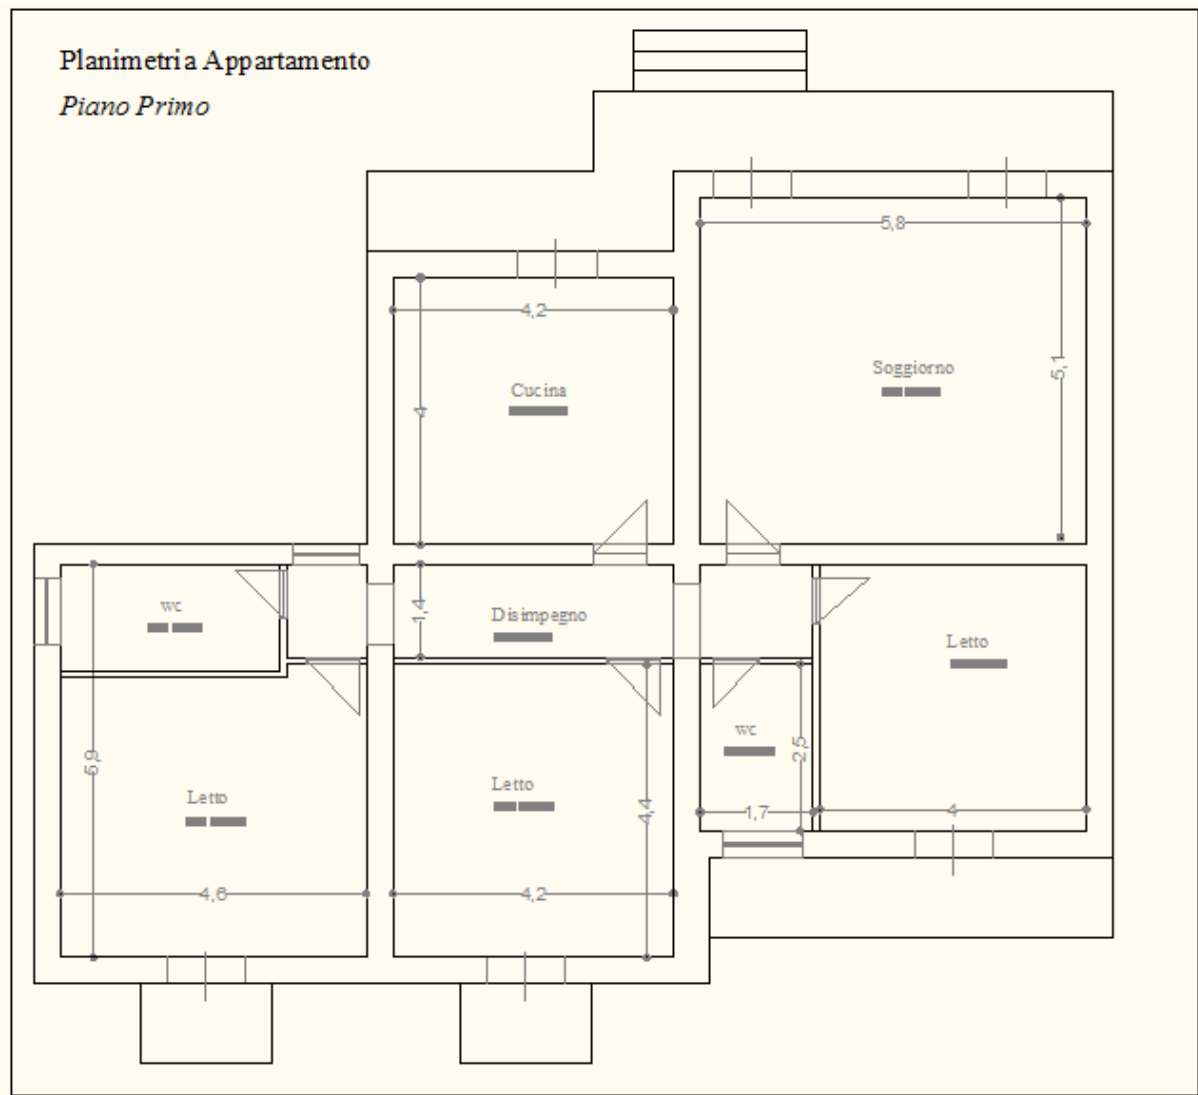 Planimetria Appartamento
Piano Primo
5,8
4,2
5,1
Soggiorno
Cucina
4
wc
1,4
Disimpegno
Letto
wc
2,5
5,9
Letto
Letto
4,4
1,7
4
4,6
4,2